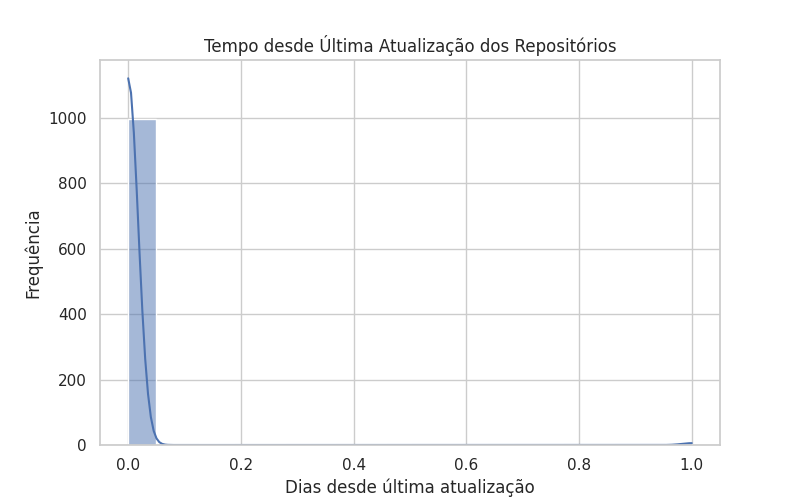 Tempo desde Última Atualização dos Repositórios
Frequência
1000
800
600
400
200
0
0.0 0.2 0.4 0.6 0.8 1.0
Dias desde última atualização